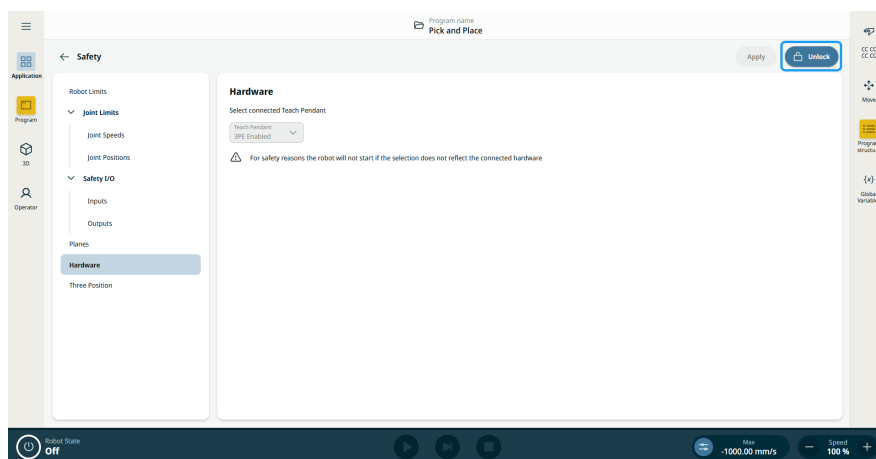 Program name
Pick and Place
Safety
Apply
Unlock
Application
Program
3D
Operator
Robot Limits
Joint Limits
Joint Speeds
Joint Positions
Safety I/O
Inputs
Outputs
Planes
Hardware
Three Position
Hardware
Select connected Teach Pendant
Teach Pendant
3PE Enabled
For safety reasons the robot will not start if the selection does not reflect the connected hardware
Move
{x}
Robot State
Off
Max
-1000.00 mm/s
Speed
100 %